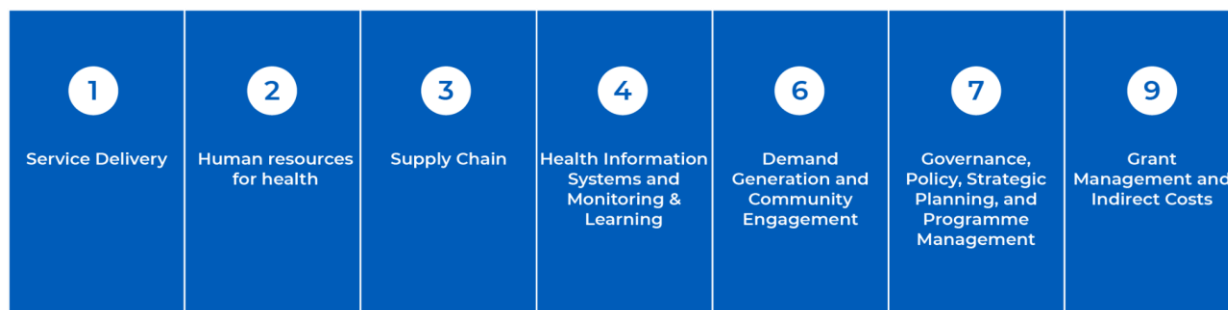 1
Service Delivery
2
Human resources
for health
3
Supply Chain
4
Health Information
Systems and
Monitoring &
Learning
6
Demand
Generation and
Community
Engagement
7
Governance,
Policy, Strategic
Planning, and
Programme
Management
9
Grant
Management and
Indirect Costs